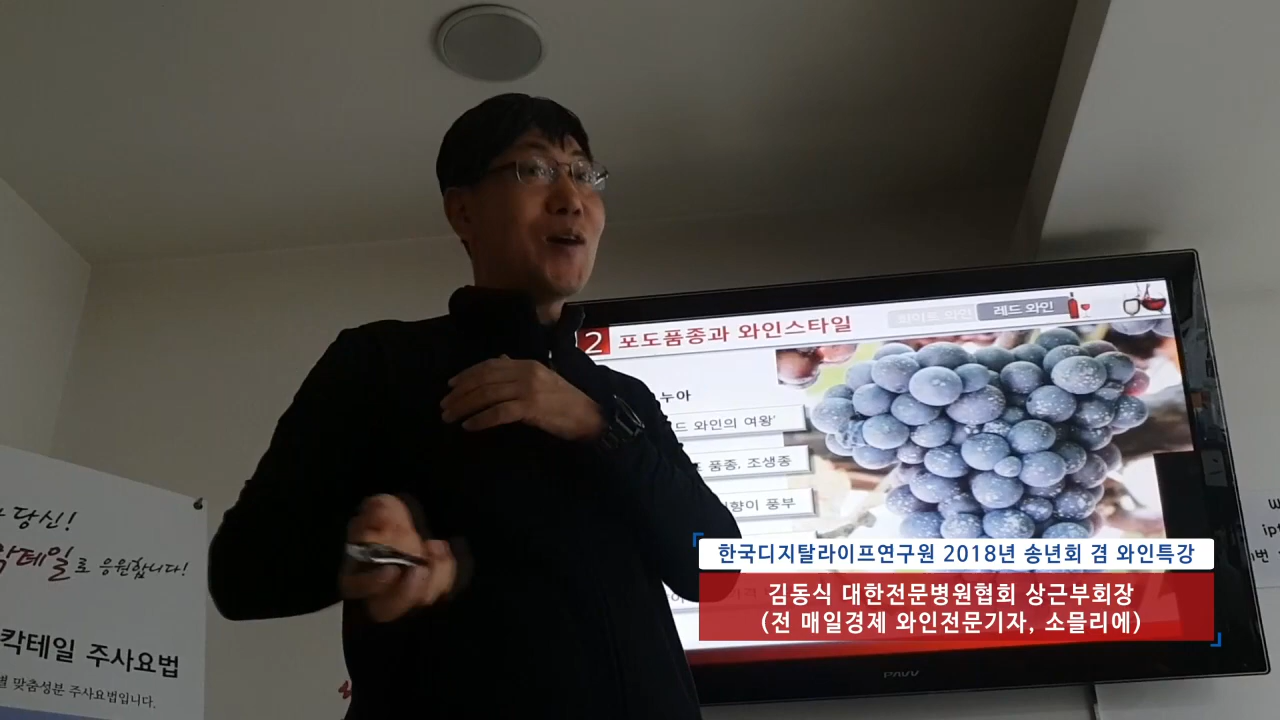 2 포도품종과 와인스타일
화이트 와인 레드 와인
누아
드 와인의 여왕'
품종, 조생종
향이 풍부
한국디지탈라이프연구원 2018년 송년회 겸 와인특강
김동식 대한전문병원협회 상근부회장
(전 매일경제 와인전문기자, 소믈리에)
당신!
칵테일로 응원합니다!
칵테일 주사요법
별 맞춤성분 주사요법입니다.